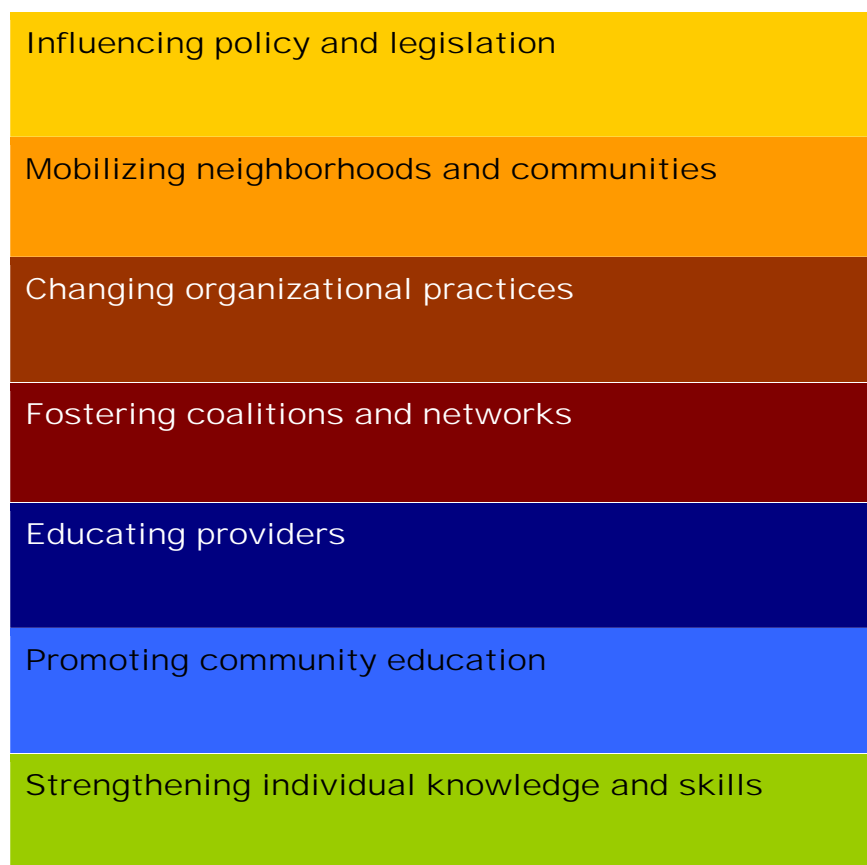 Influencing policy and legislation
Mobilizing neighborhoods and communities
Changing organizational practices
Fostering coalitions and networks
Educating providers
Promoting community education
Strengthening individual knowledge and skills